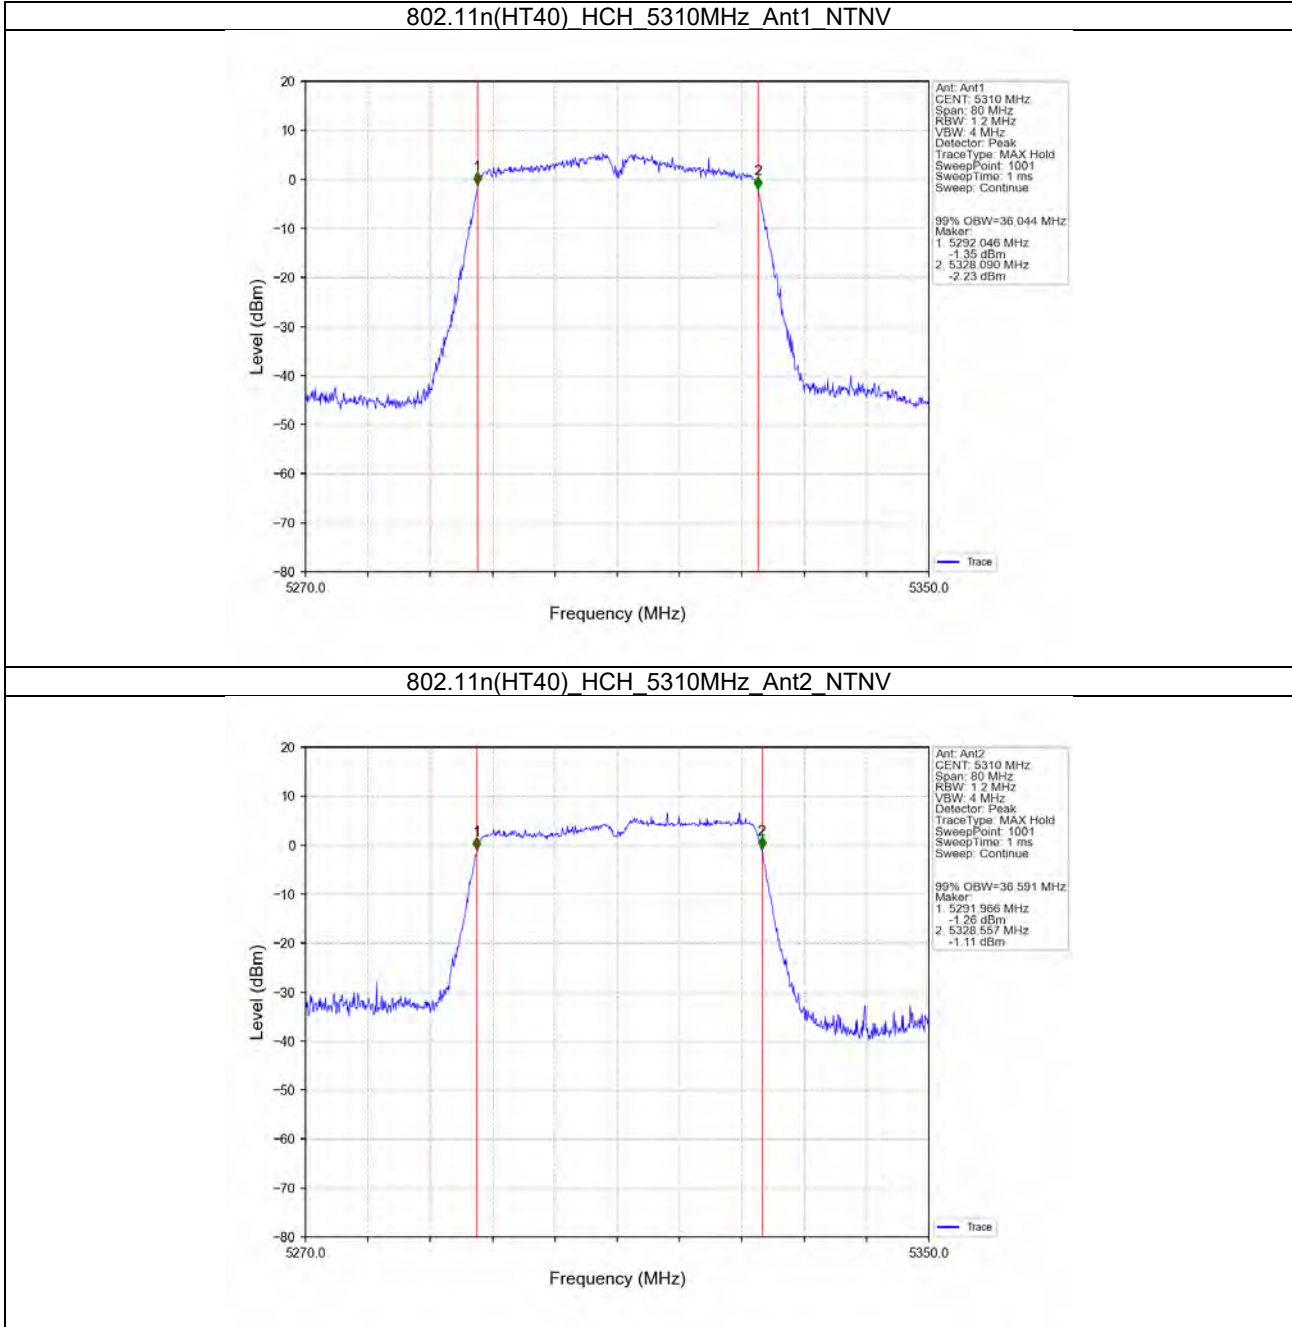 802.11n(HT40)_HCH_5310MHz_Ant1_NTNV
20
10
0
−10
−20
−30
−40
−50
−60
−70
−80
Level (dBm)
1
2
5270.0
5350.0
Frequency (MHz)
Ant: Ant1
CENT: 5310 MHz
Span: 80 MHz
RBW: 1.2 MHz
VBW: 4 MHz
Detector: Peak
TraceType: MAX Hold
SweepPoint: 1001
SweepTime: 1 ms
Sweep: Continue
99% OBW=36.044 MHz
Maker:
1. 5292.046 MHz
-1.35 dBm
2. 5328.090 MHz
-2.23 dBm
Trace
802.11n(HT40)_HCH_5310MHz_Ant2_NTNV
20
10
0
−10
−20
−30
−40
−50
−60
−70
−80
Level (dBm)
1
2
5270.0
5350.0
Frequency (MHz)
Ant: Ant2
CENT: 5310 MHz
Span: 80 MHz
RBW: 1.2 MHz
VBW: 4 MHz
Detector: Peak
TraceType: MAX Hold
SweepPoint: 1001
SweepTime: 1 ms
Sweep: Continue
99% OBW=36.591 MHz
Maker:
1. 5291.966 MHz
-1.26 dBm
2. 5328.557 MHz
-1.11 dBm
Trace